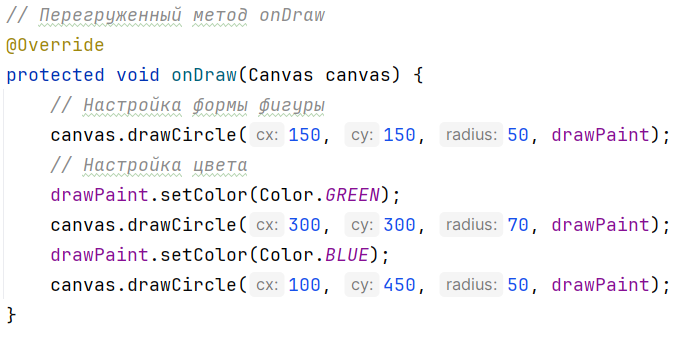 // Перегруженный метод onDraw
@Override
protected void onDraw(Canvas canvas) {
// Настройка формы фигуры
canvas.drawCircle( cx: 150, cy: 150, radius: 50, drawPaint);
// Настройка цвета
drawPaint.setColor(Color.GREEN);
canvas.drawCircle( cx: 300, cy: 300, radius: 70, drawPaint);
drawPaint.setColor(Color.BLUE);
canvas.drawCircle( cx: 100, cy: 450, radius: 50, drawPaint);
}